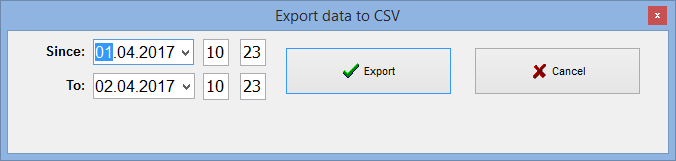 Export data to CSV
x
Since: 01.04.2017 10 23
To: 02.04.2017 10 23
Export
Cancel